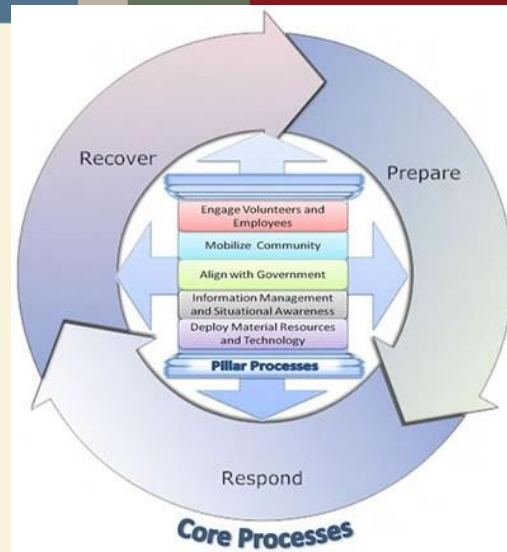 Recover
Prepare
Engage Volunteers and
Employees
Mobilize Community
Align with Government
Information Management
and Situational Awareness
Deploy Material Resources
and Technology
Pillar Processes
Respond
Core Processes